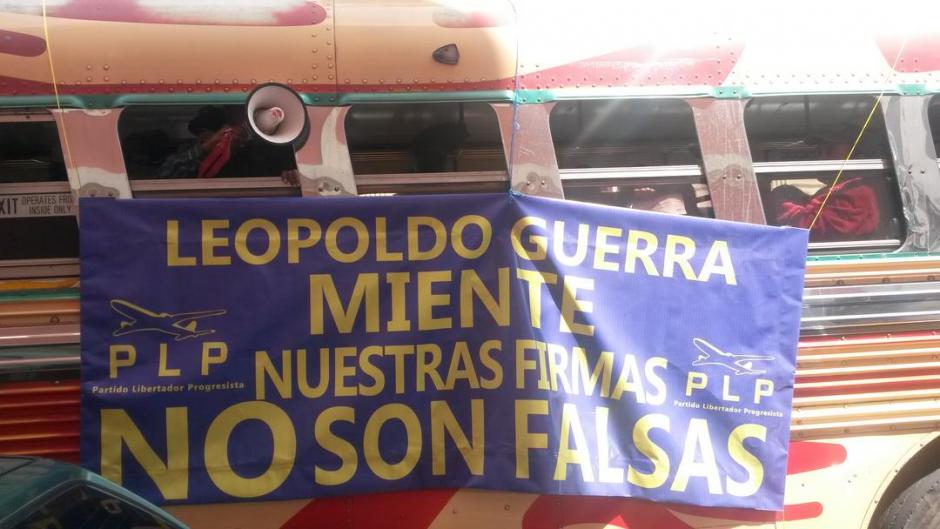 EXIT OPERATES FROM
INSIDE ONLY
LEOPOLDO GUERRA
MIENTE
NUESTRAS FIRMAS
NO SON FALSAS
PLP
Partido Libertador Progresista
PLP
Partido Libertador Progresista